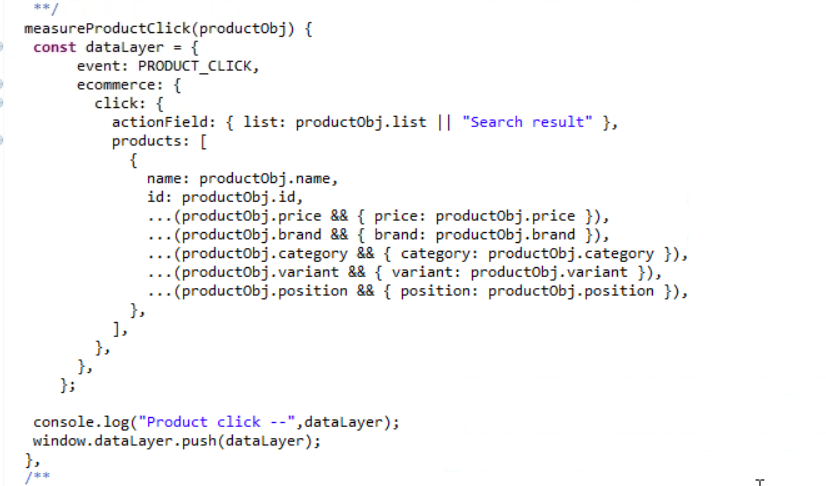 **/
measureProductClick(productObj) {
const dataLayer = {
event: PRODUCT_CLICK,
ecommerce: {
click: {
actionField: { list: productObj.list || "Search result" },
products: [
{
name: productObj.name,
id: productObj.id,
...(productObj.price && { price: productObj.price }),
...(productObj.brand && { brand: productObj.brand }),
...(productObj.category && { category: productObj.category }),
...(productObj.variant && { variant: productObj.variant }),
...(productObj.position && { position: productObj.position }),
},
],
},
},
};
console.log("Product click --",dataLayer);
window.dataLayer.push(dataLayer);
},
/**